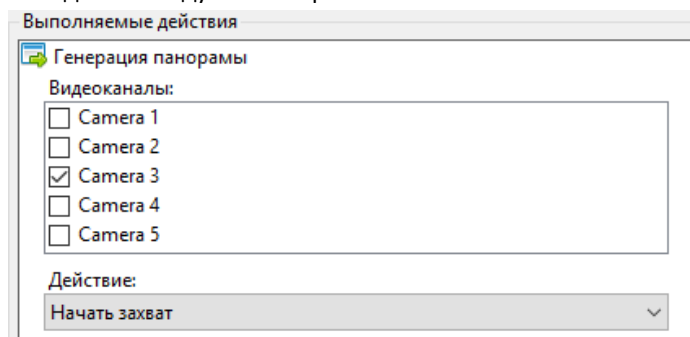 Выполняемые действия
Генерация панорамы
Видеоканалы:
Camera 1
Camera 2
Camera 3
Camera 4
Camera 5
Действие:
Начать захват